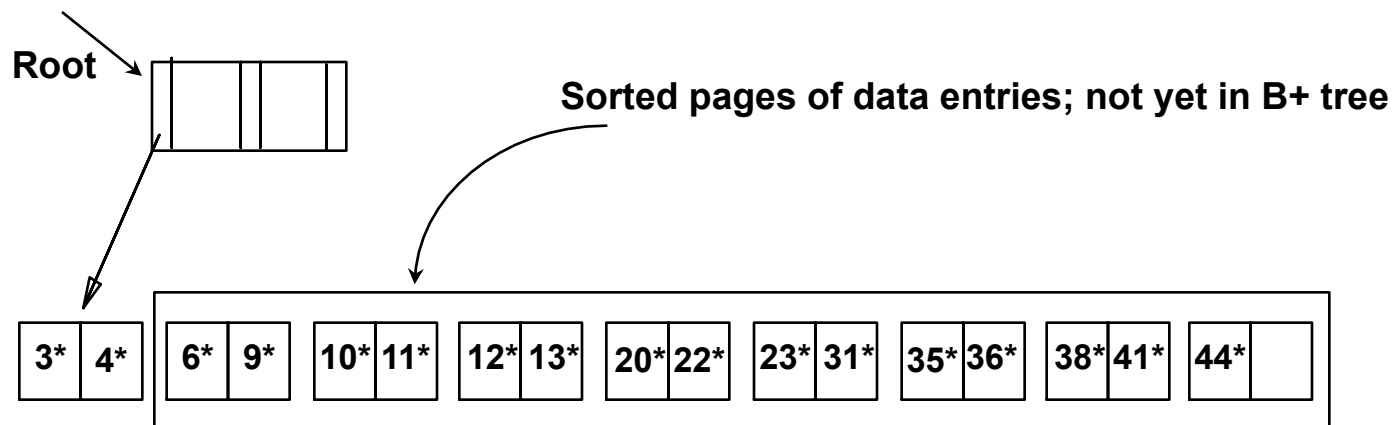 Root
Sorted pages of data entries; not yet in B+ tree
3* 4* 6* 9* 10* 11* 12* 13* 20* 22* 23* 31* 35* 36* 38* 41* 44*